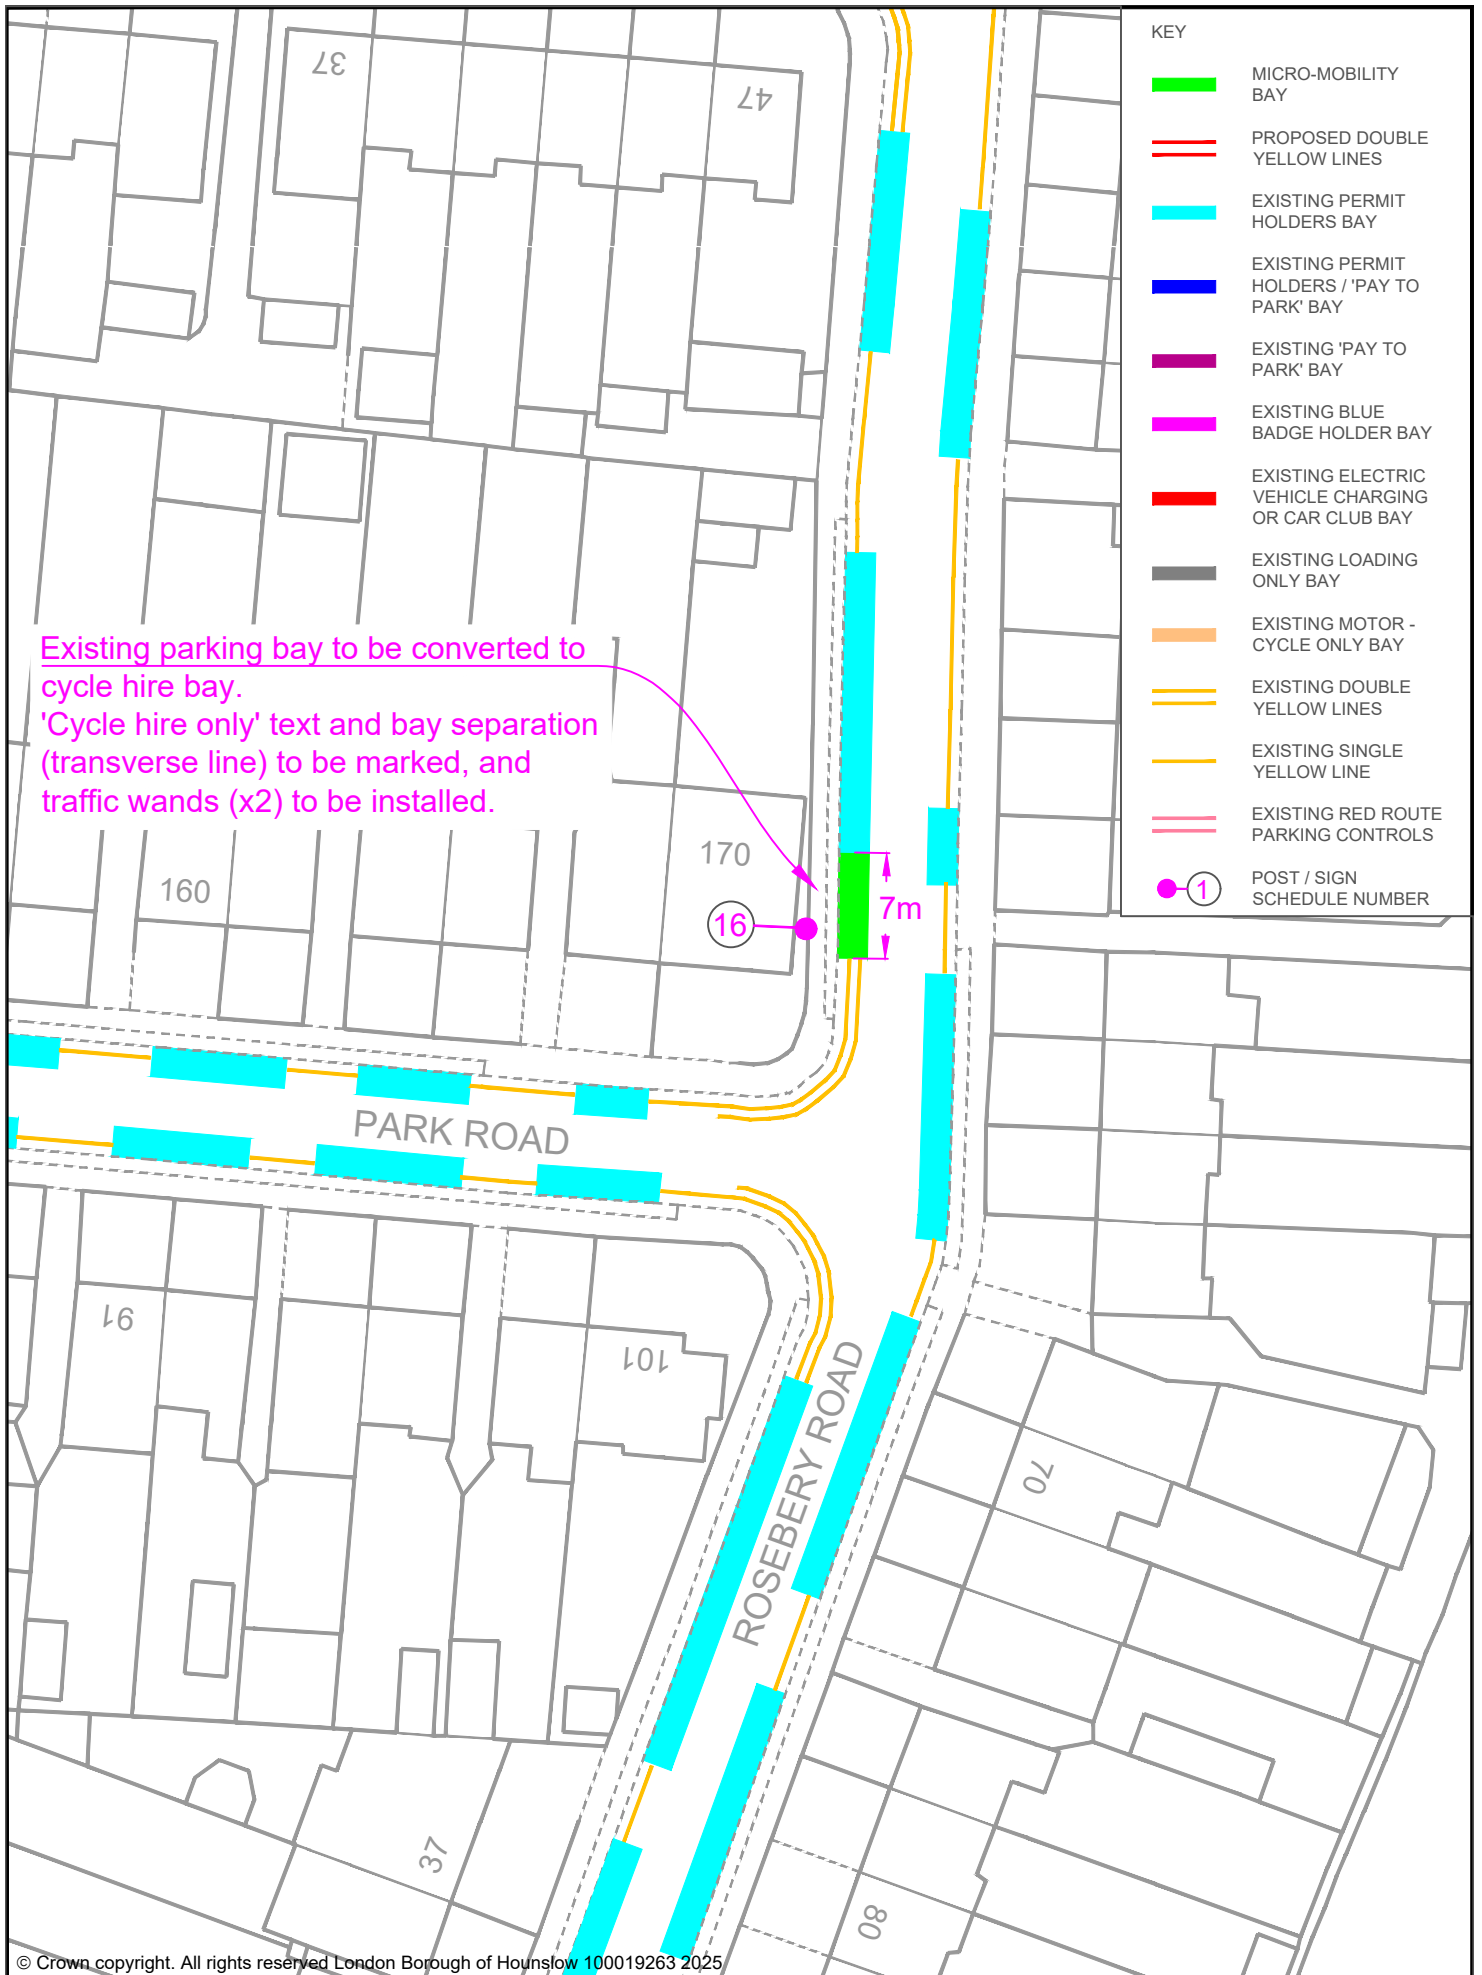 KEY
MICRO-MOBILITY
BAY
PROPOSED DOUBLE
YELLOW LINES
EXISTING PERMIT
HOLDERS BAY
EXISTING PERMIT
HOLDERS / 'PAY TO
PARK' BAY
EXISTING 'PAY TO
PARK' BAY
EXISTING BLUE
BADGE HOLDER BAY
EXISTING ELECTRIC
VEHICLE CHARGING
OR CAR CLUB BAY
EXISTING LOADING
ONLY BAY
EXISTING MOTOR -
CYCLE ONLY BAY
EXISTING DOUBLE
YELLOW LINES
EXISTING SINGLE
YELLOW LINE
EXISTING RED ROUTE
PARKING CONTROLS
1
POST / SIGN
SCHEDULE NUMBER
37
47
Existing parking bay to be converted to
cycle hire bay.
'Cycle hire only' text and bay separation
(transverse line) to be marked, and
traffic wands (x2) to be installed.
170
160
16
7m
PARK ROAD
91
101
ROSEBERY ROAD
70
37
80
© Crown copyright. All rights reserved London Borough of Hounslow 100019263 2025